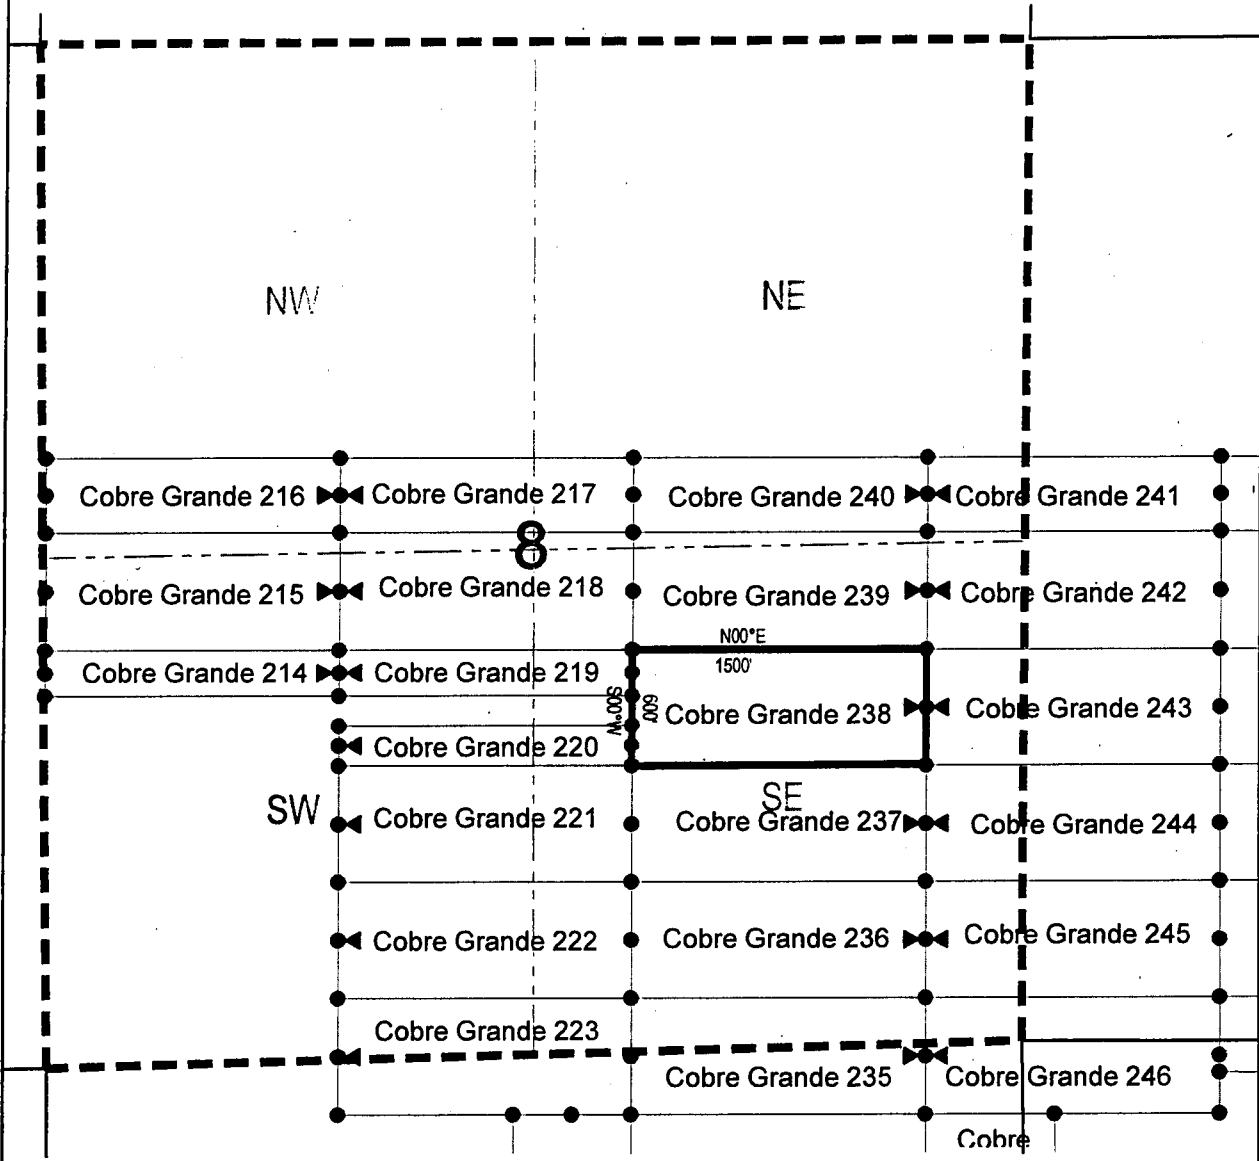 NW
NE
Cobre Grande 216
Cobre Grande 217
Cobre Grande 240
Cobre Grande 241
8
Cobre Grande 215
Cobre Grande 218
Cobre Grande 239
Cobre Grande 242
N00°E
1500'
Cobre Grande 214
Cobre Grande 219
S00°W
600'
Cobre Grande 238
Cobre Grande 243
Cobre Grande 220
SW
SE
Cobre Grande 221
Cobre Grande 237
Cobre Grande 244
Cobre Grande 222
Cobre Grande 236
Cobre Grande 245
Cobre Grande 223
Cobre Grande 235
Cobre Grande 246
Cobre